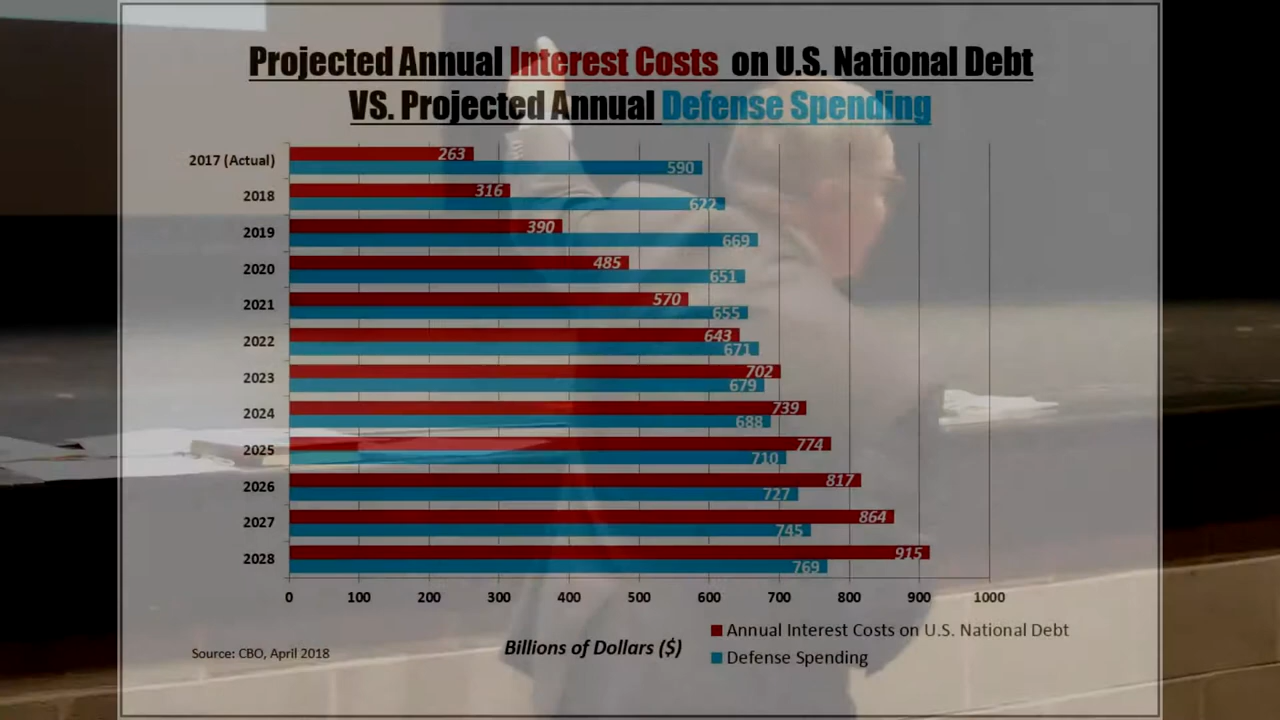 Projected Annual Interest Costs on U.S. National Debt
VS. Projected Annual Defense Spending
2017 (Actual) 263 590
2018 316 622
2019 390 669
2020 485 651
2021 570 655
2022 643 671
2023 702 679
2024 739 688
2025 774 710
2026 817 727
2027 864 745
2028 915 769
0 100 200 300 400 500 600 700 800 900 1000
Billions of Dollars ($)
Annual Interest Costs on U.S. National Debt
Defense Spending
Source: CBO, April 2018